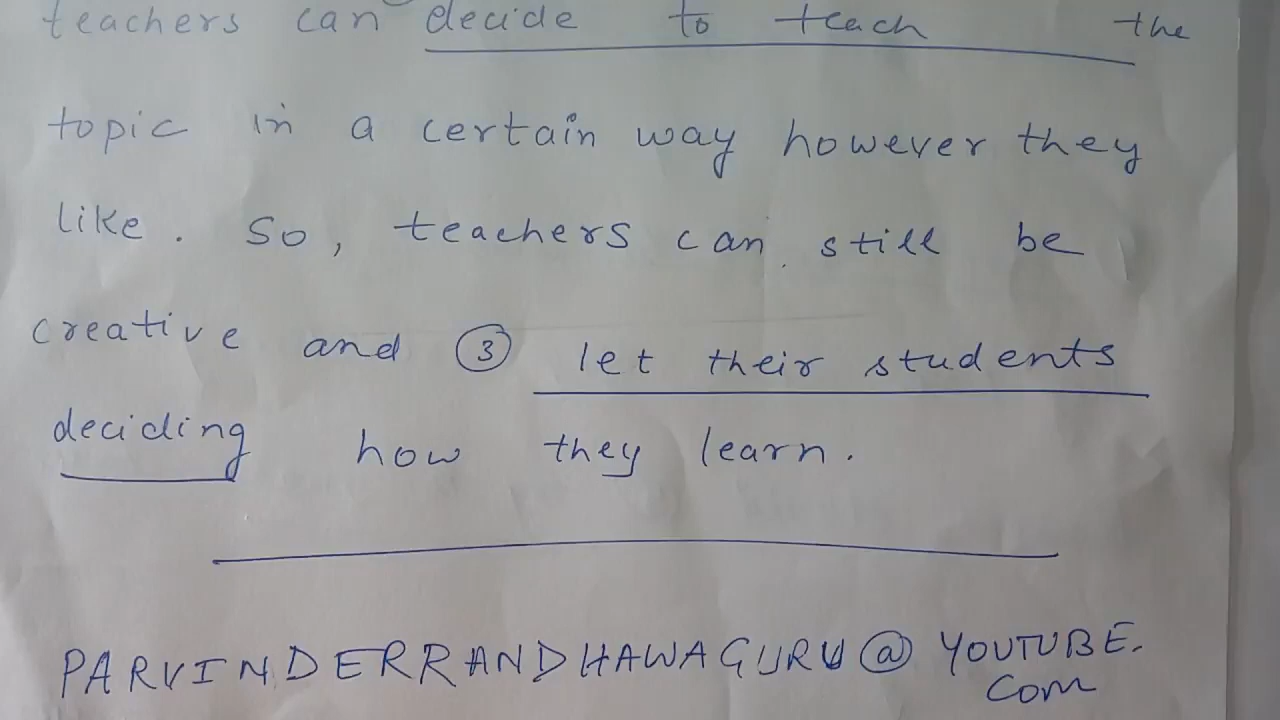 teachers can decide to teach the
topic in a certain way however they
like. So, teachers can still be
creative and ③ let their students
deciding how they learn.
PARVINDERRANDHAWAGURU@YOUTUBE.
com